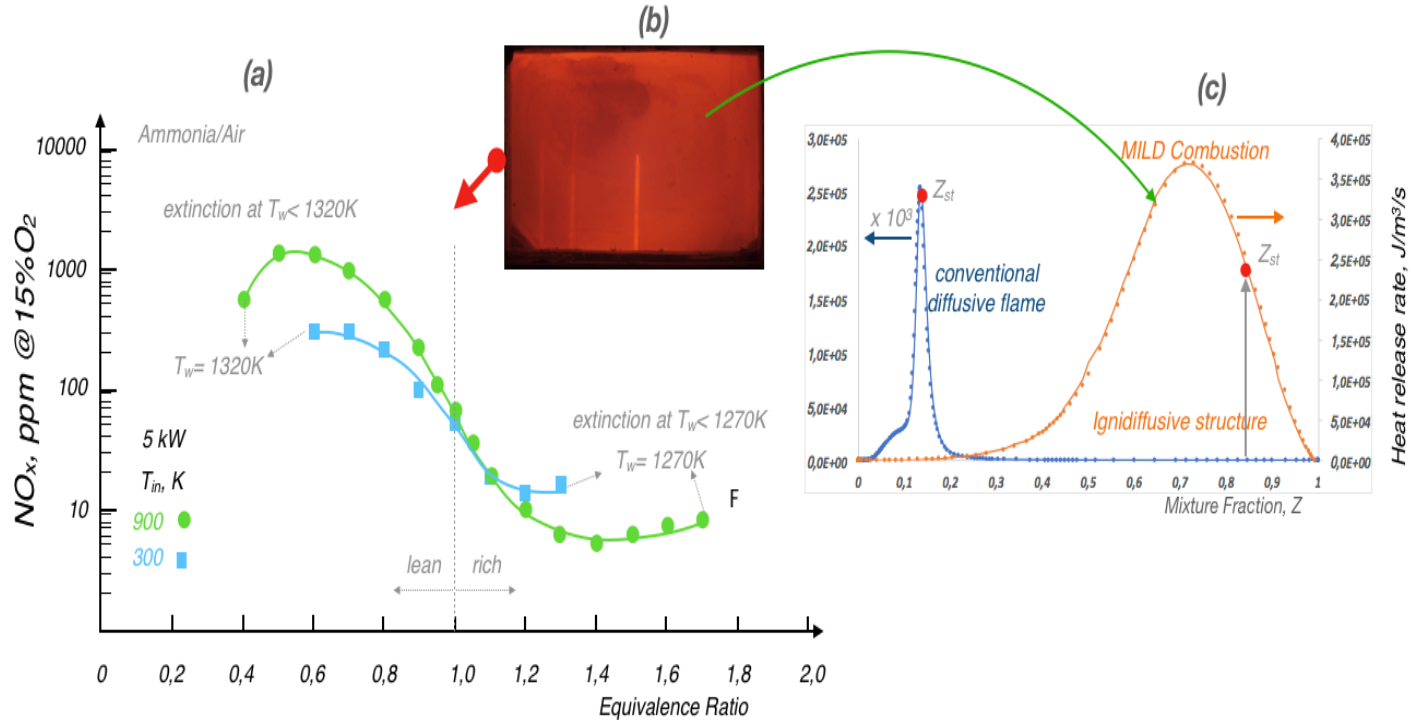 (a)
(b)
(c)
Ammonia/Air
10000
1000
100
10
NOx, ppm @15%O2
extinction at Tw< 1320K
Tw= 1320K
extinction at Tw< 1270K
Tw= 1270K
F
5 kW
Tin, K
900
300
lean
rich
0
0,2
0,4
0,6
0,8
1,0
1,2
1,4
1,6
1,8
2,0
Equivalence Ratio
3,0E+05
2,5E+05
2,0E+05
1,5E+05
1,0E+05
5,0E+04
0,0E+00
Zst
x 10³
conventional
diffusive flame
MILD Combustion
Zst
Ignidiffusive structure
4,0E+05
3,5E+05
3,0E+05
2,5E+05
2,0E+05
1,5E+05
1,0E+05
5,0E+04
0,0E+00
Heat release rate, J/m³/s
0
0,1
0,2
0,3
0,4
0,5
0,6
0,7
0,8
0,9
1
Mixture Fraction, Z